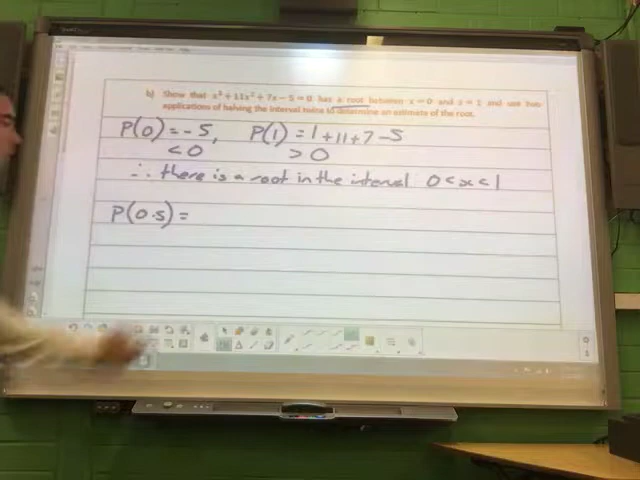 b) Show that x³ + 11x² + 7x − 5 = 0 has a root between x = 0 and x = 1 and use two
applications of halving the interval twice to determine an estimate of the root.
P(0) = -5, P(1) = 1+11+7-5
< 0 > 0
∴ there is a root in the interval 0 < x < 1
P(0.5) =